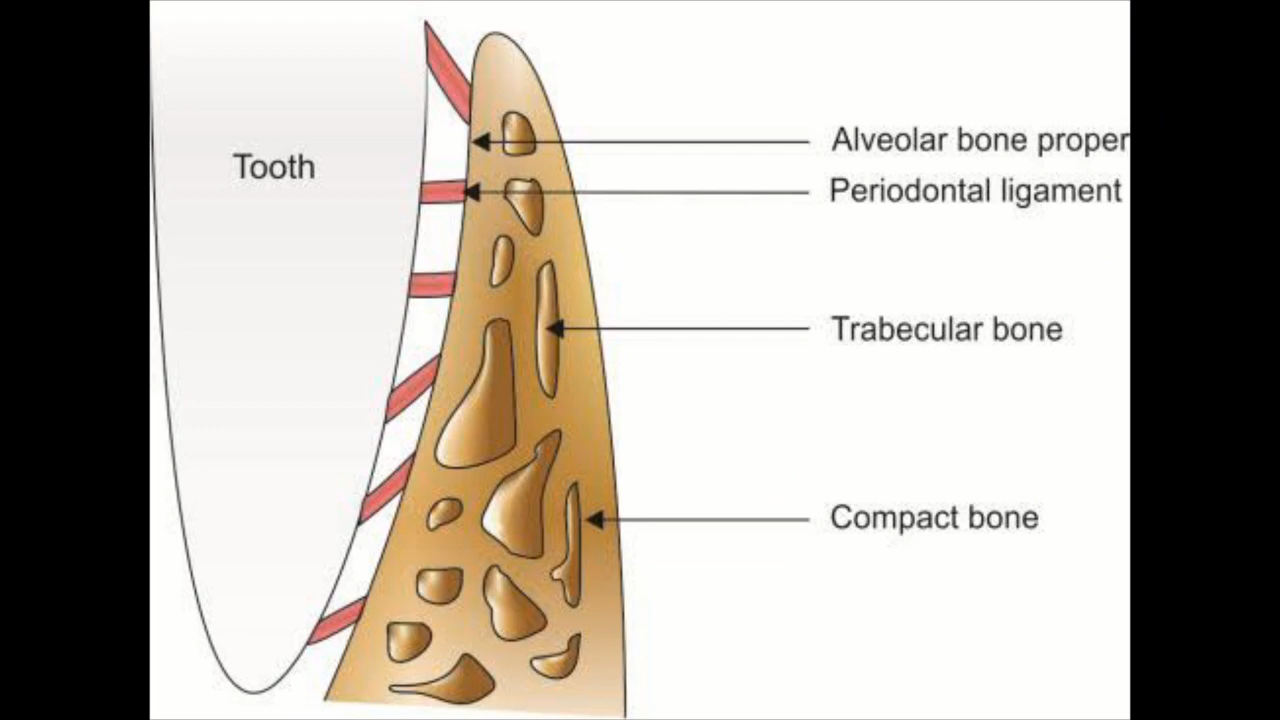 Tooth
Alveolar bone proper
Periodontal ligament
Trabecular bone
Compact bone